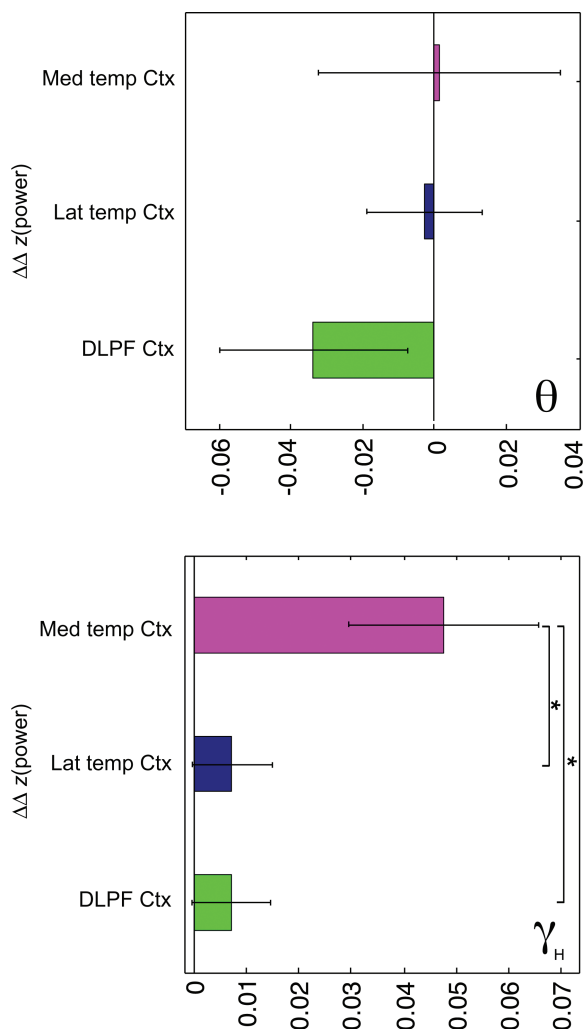 Med temp Ctx
Lat temp Ctx
DLPF Ctx
ΔΔ z(power)
θ
-0.06
-0.04
-0.02
0
0.02
0.04
Med temp Ctx
Lat temp Ctx
DLPF Ctx
ΔΔ z(power)
*
*
γH
0
0.01
0.02
0.03
0.04
0.05
0.06
0.07